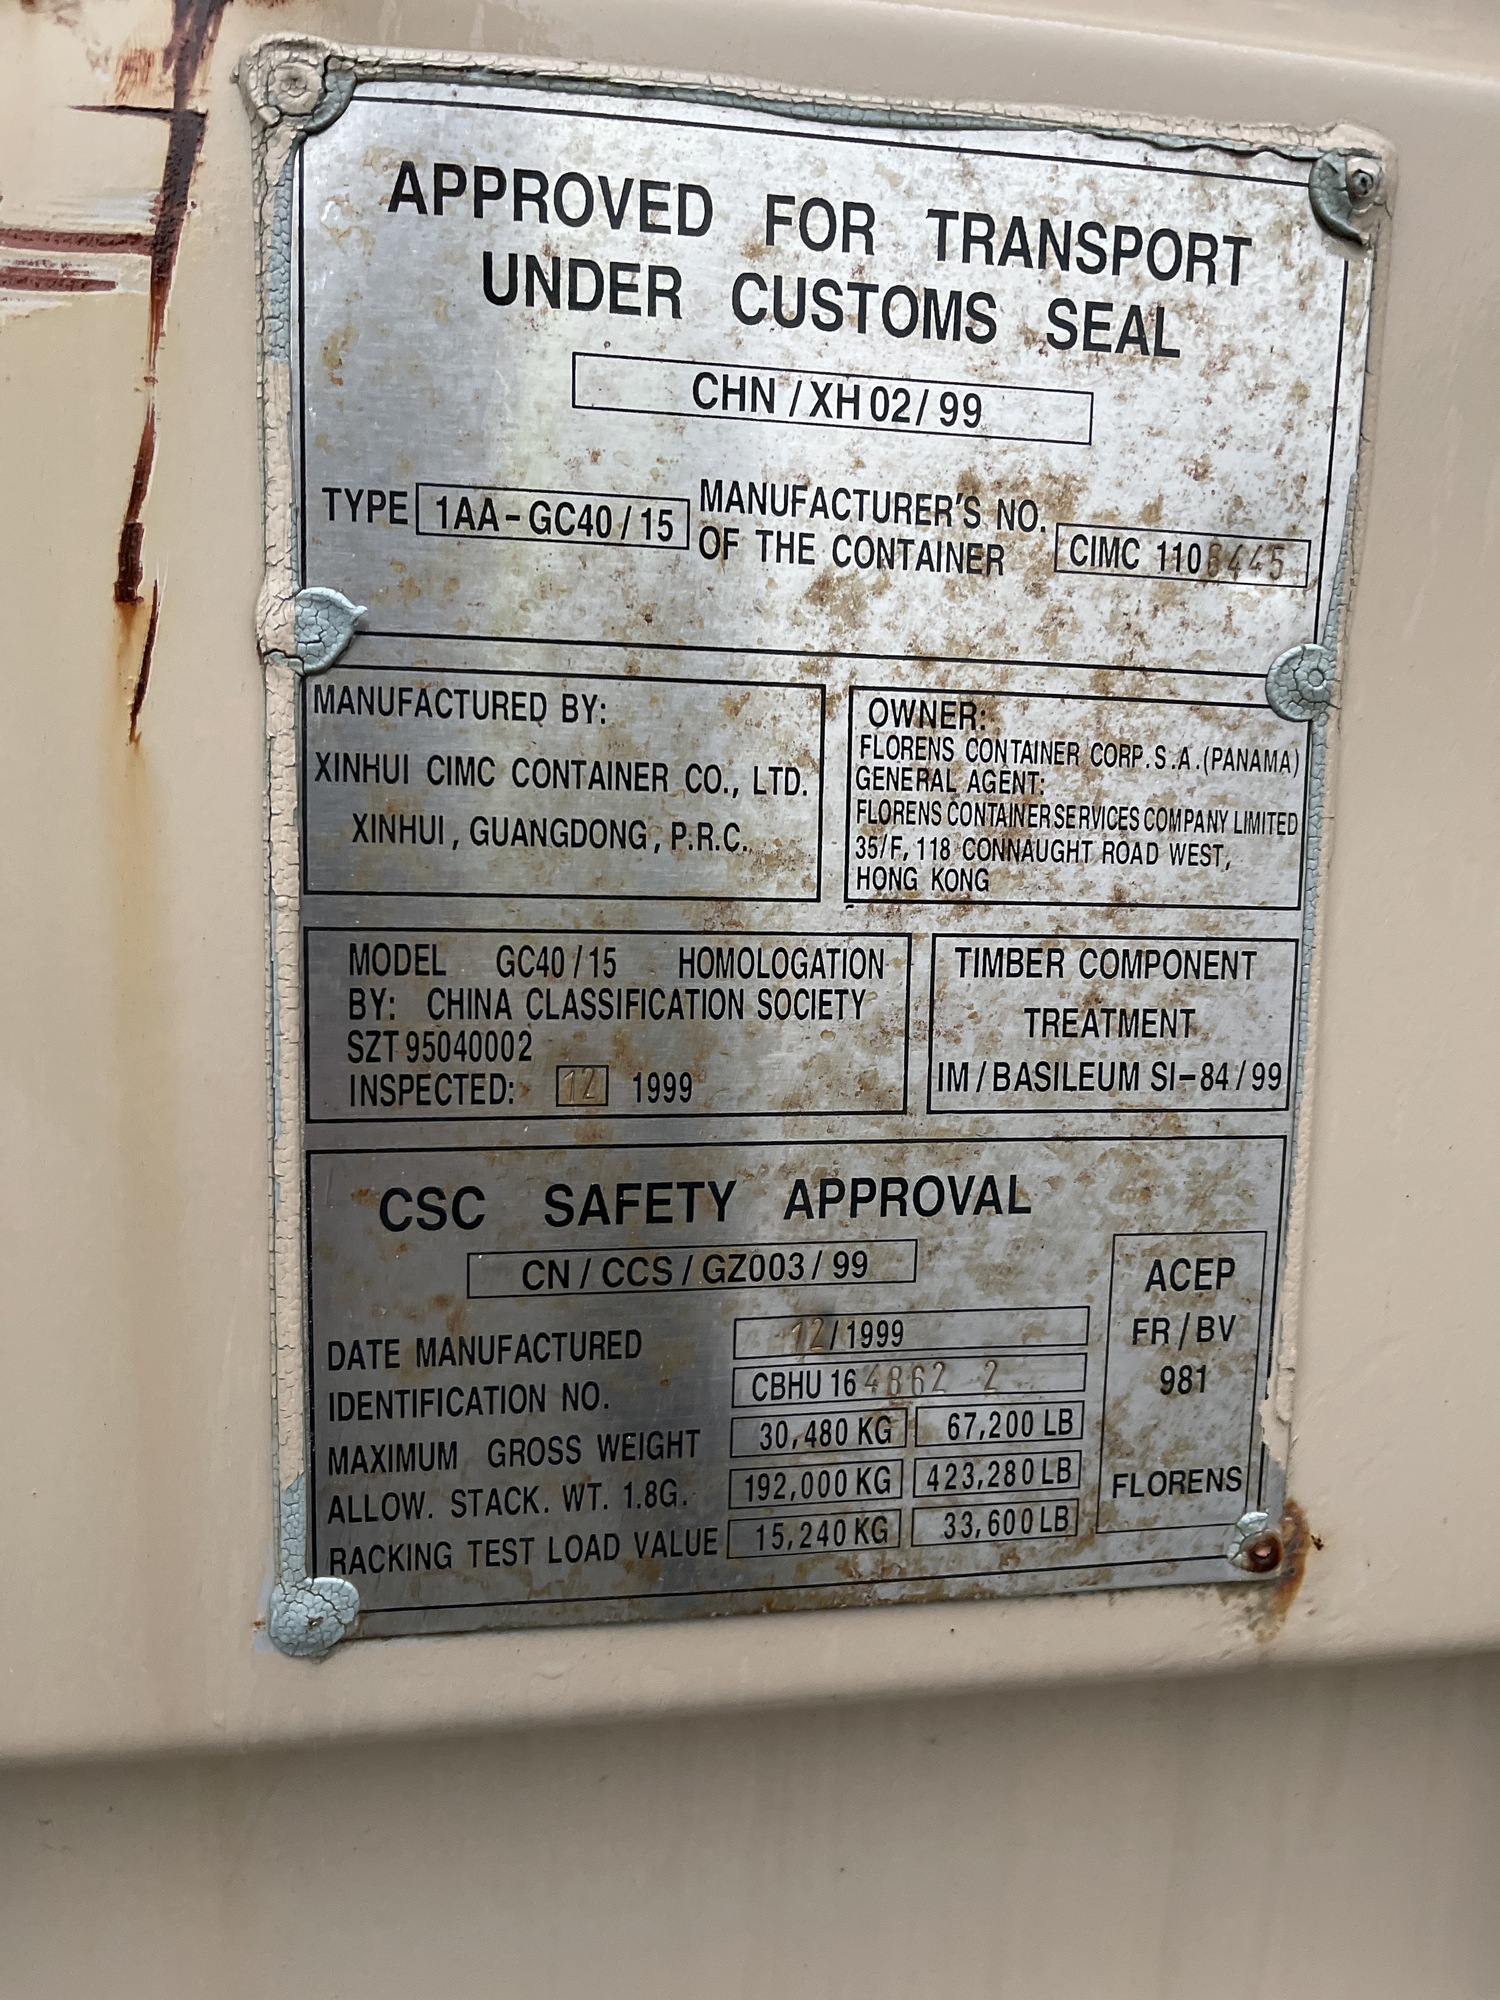 APPROVED FOR TRANSPORT
UNDER CUSTOMS SEAL
CHN / XH 02 / 99
TYPE 1AA-GC40 / 15
MANUFACTURER'S NO.
OF THE CONTAINER
CIMC
MANUFACTURED BY:
XINHUI CIMC CONTAINER CO., LTD.
XINHUI, GUANGDONG, P.R.C.
OWNER:
FLORENS CONTAINER CORP. S.A. (PANAMA)
GENERAL AGENT:
FLORENS CONTAINER SERVICES COMPANY LIMITED
35/F, 118 CONNAUGHT ROAD WEST,
HONG KONG
MODEL GC40 / 15 HOMOLOGATION
BY: CHINA CLASSIFICATION SOCIETY
SZT 95040002
INSPECTED: 12 1999
TIMBER COMPONENT
TREATMENT
IM / BASILEUM SI-84 / 99
CSC SAFETY APPROVAL
CN / CCS / GZ003 / 99
DATE MANUFACTURED 12/1999
IDENTIFICATION NO. CBHU 164862 2
MAXIMUM GROSS WEIGHT 30,480 KG 67,200 LB
ALLOW. STACK. WT. 1.8G. 192,000 KG 423,280 LB
RACKING TEST LOAD VALUE 15,240 KG 33,600 LB
ACEP
FR / BV
981
FLORENS